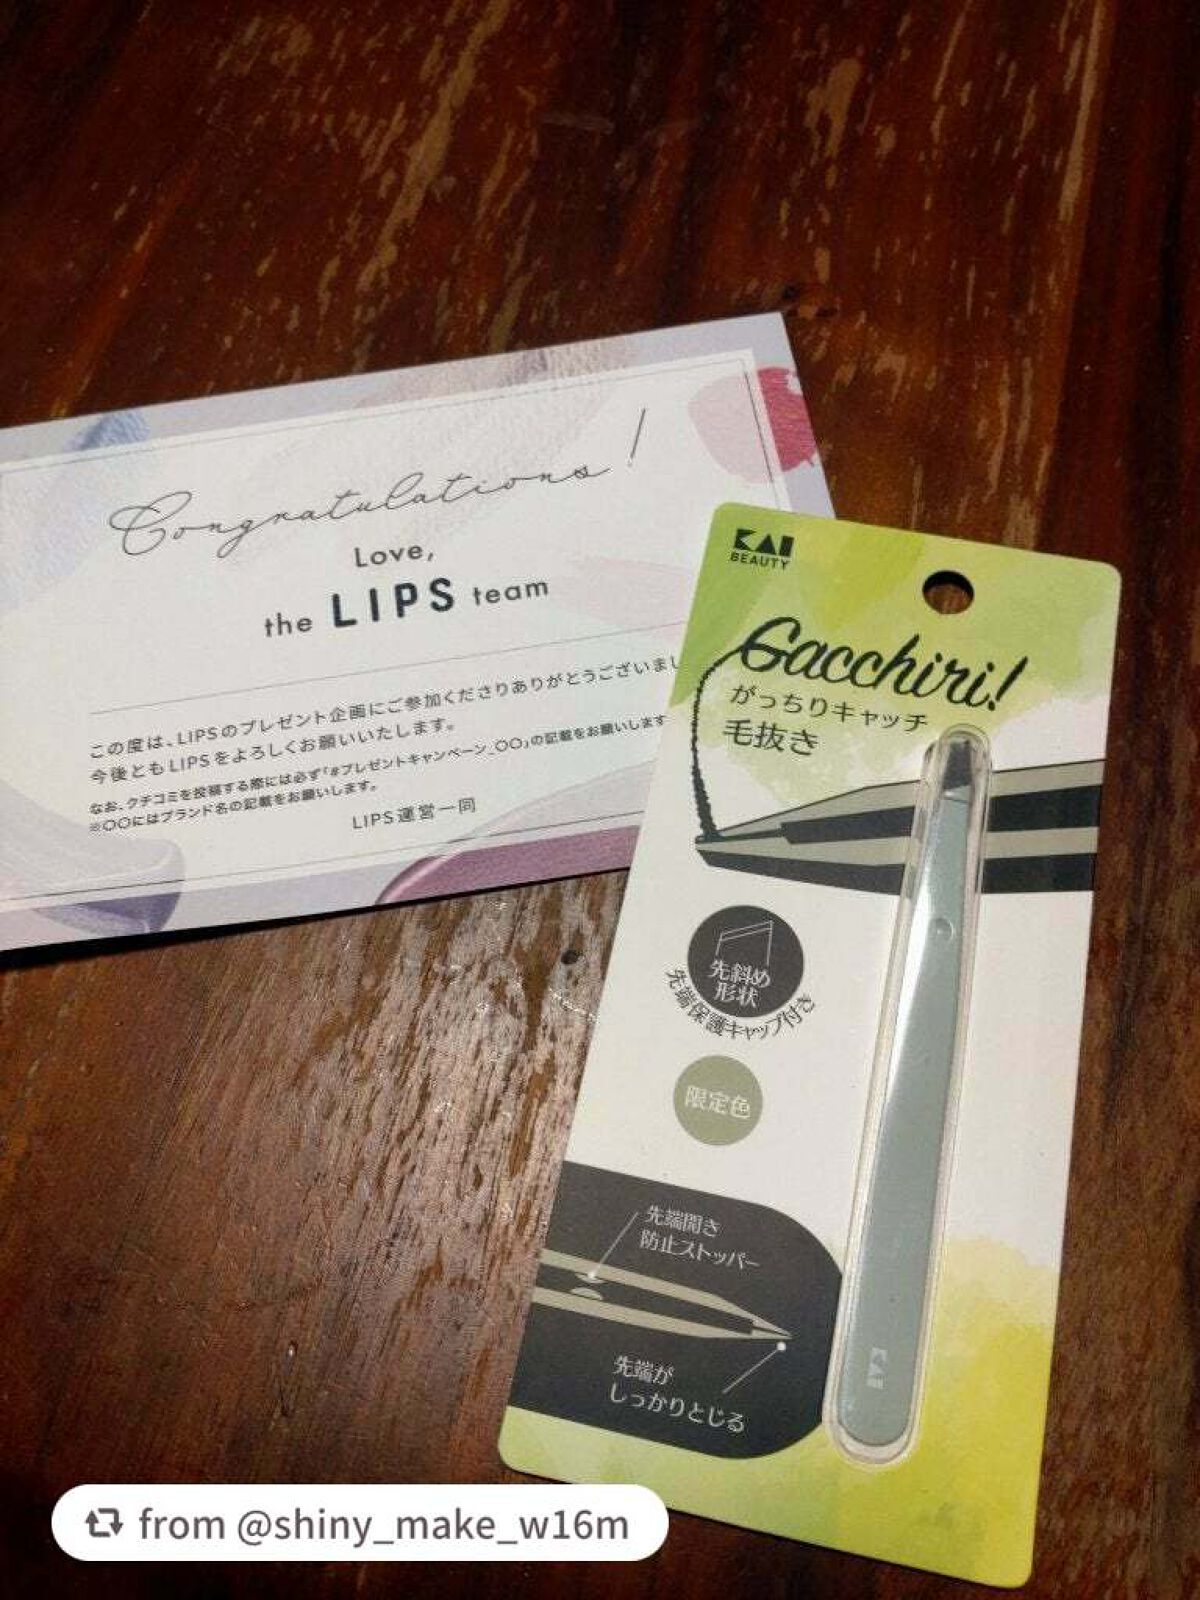 Congratulations!
Love,
the LIPS team
この度は、LIPSのプレゼント企画にご参加くださりありがとうございまし
今後ともLIPSをよろしくお願いいたします。
なお、クチコミを投稿する際には必ず「#プレゼントキャンペーン_〇〇」の記載をお願いします
※〇〇にはブランド名の記載をお願いします。
LIPS運営一同
KAI
BEAUTY
Gacchiri!
がっちりキャッチ
毛抜き
先斜め
形状
先端保護キャップ付き
限定色
先端開き
防止ストッパー
先端が
しっかりとじる
KAI
from @shiny_make_w16m